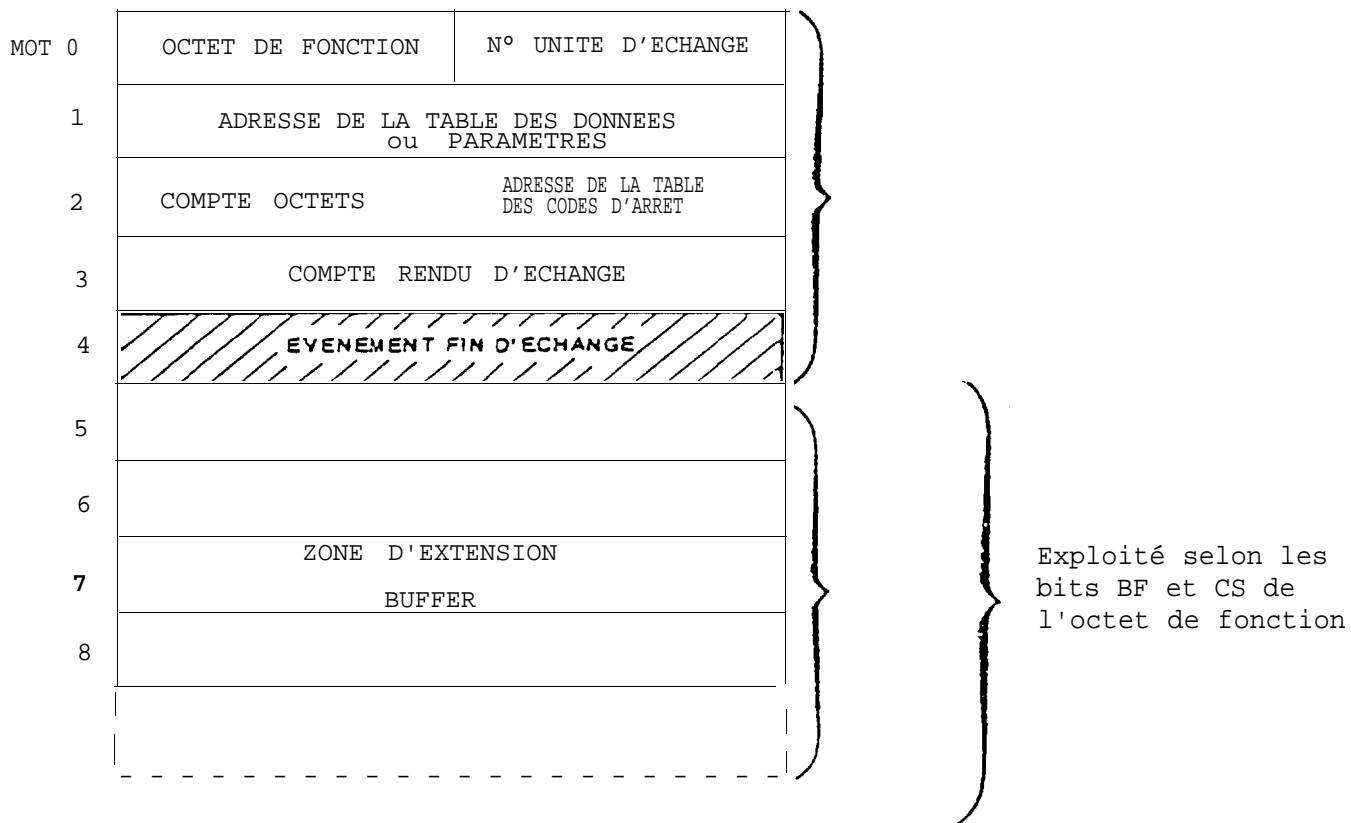 MOT 0 OCTET DE FONCTION N° UNITE D'ECHANGE
1 ADRESSE DE LA TABLE DES DONNEES
ou PARAMETRES
2 COMPTE OCTETS ADRESSE DE LA TABLE
DES CODES D'ARRET
3 COMPTE RENDU D'ECHANGE
4 EVENEMENT FIN D'ECHANGE
5
6
7 ZONE D'EXTENSION
BUFFER
8
Exploité selon les
bits BF et CS de
l'octet de fonction